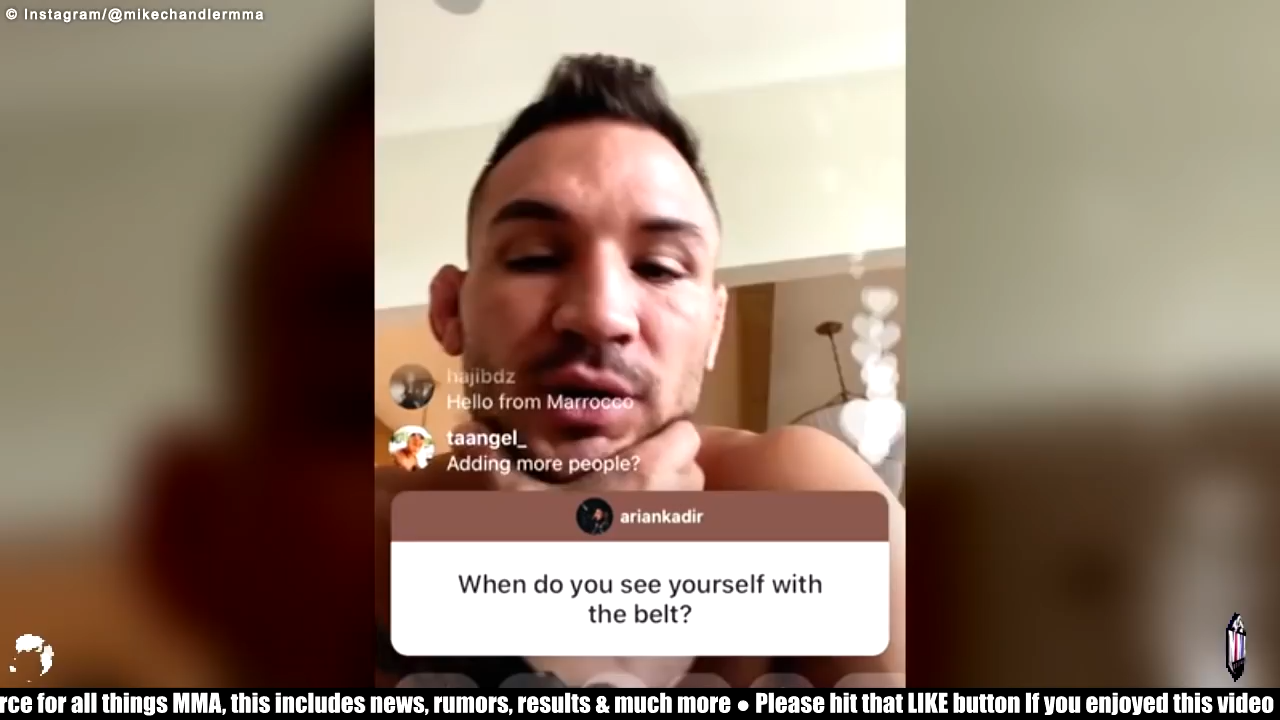 © Instagram/@mikechandlermma
hajibdz
Hello from Marrocco
taangel_
Adding more people?
ariankadir
When do you see yourself with
the belt?
rce for all things MMA, this includes news, rumors, results & much more ● Please hit that LIKE button If you enjoyed this video